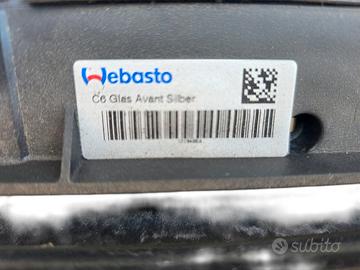 Webasto
C6 Glas Avant Silber
subito